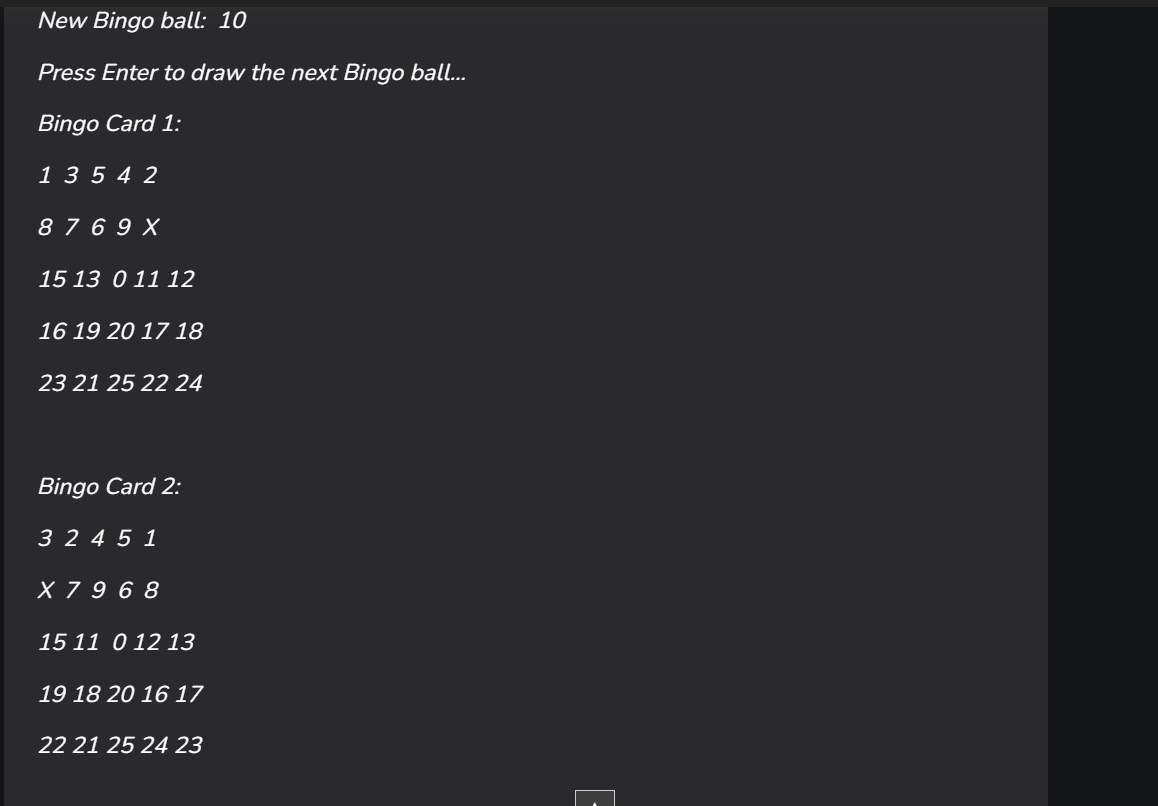 New Bingo ball:  10
Press Enter to draw the next Bingo ball...
Bingo Card 1:
1  3  5  4  2
8  7  6  9  X
15 13  0 11 12
16 19 20 17 18
23 21 25 22 24
Bingo Card 2:
3  2  4  5  1
X  7  9  6  8
15 11  0 12 13
19 18 20 16 17
22 21 25 24 23